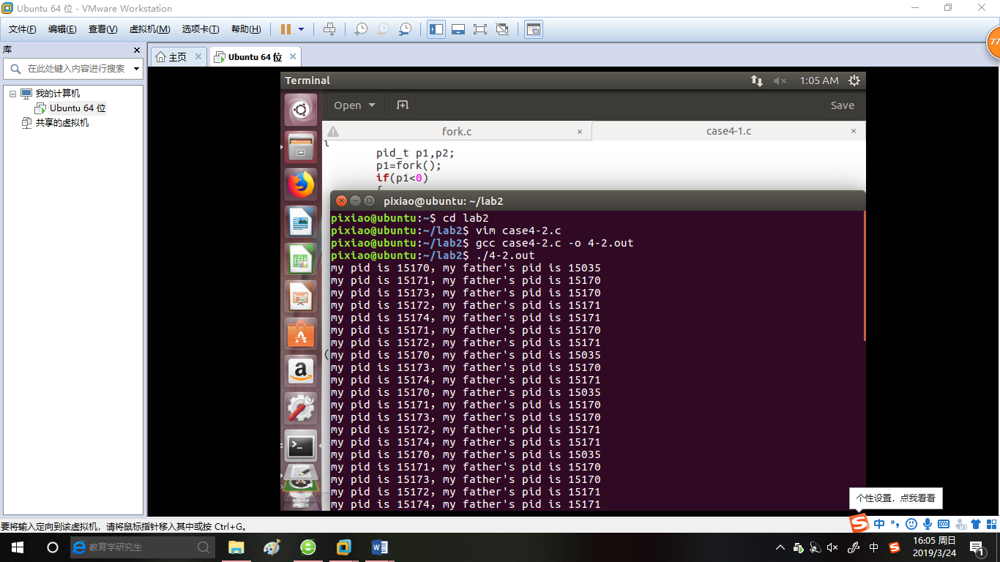 Ubuntu 64 位 - VMware Workstation
文件(F) 编辑(E) 查看(V) 虚拟机(M) 选项卡(T) 帮助(H)
库
在此处键入内容进行搜索
我的计算机
Ubuntu 64 位
共享的虚拟机
主页 Ubuntu 64 位
77
Terminal 1:05 AM
Open Save
fork.c case4-1.c
{
pid_t p1,p2;
p1=fork();
if(p1<0)
{
pixiao@ubuntu: ~/lab2
pixiao@ubuntu:~$ cd lab2
pixiao@ubuntu:~/lab2$ vim case4-2.c
pixiao@ubuntu:~/lab2$ gcc case4-2.c -o 4-2.out
pixiao@ubuntu:~/lab2$ ./4-2.out
my pid is 15170, my father's pid is 15035
my pid is 15171, my father's pid is 15170
my pid is 15173, my father's pid is 15170
my pid is 15172, my father's pid is 15171
my pid is 15174, my father's pid is 15171
my pid is 15171, my father's pid is 15170
my pid is 15172, my father's pid is 15171
my pid is 15170, my father's pid is 15035
my pid is 15173, my father's pid is 15170
my pid is 15174, my father's pid is 15171
my pid is 15170, my father's pid is 15035
my pid is 15171, my father's pid is 15170
my pid is 15173, my father's pid is 15170
my pid is 15172, my father's pid is 15171
my pid is 15174, my father's pid is 15171
my pid is 15170, my father's pid is 15035
my pid is 15171, my father's pid is 15170
my pid is 15173, my father's pid is 15170
my pid is 15172, my father's pid is 15171
my pid is 15174, my father's pid is 15171
个性设置，点我看看
要将输入定向到该虚拟机，请将鼠标指针移入其中或按 Ctrl+G。
中
教育学研究生
中
16:05 周日
2019/3/24
1